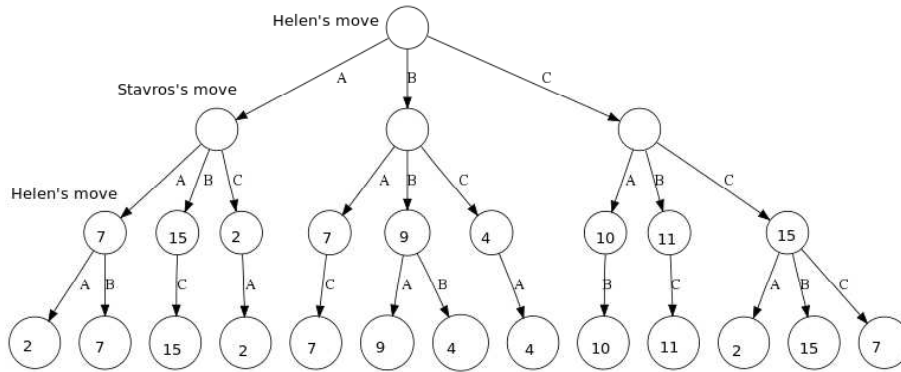 Helen's move
A B C
Stavros's move
A B C A B C A B C
Helen's move
7 15 2 7 9 4 10 11 15
A B C A C A B A B C A B C
2 7 15 2 7 9 4 4 10 11 2 15 7